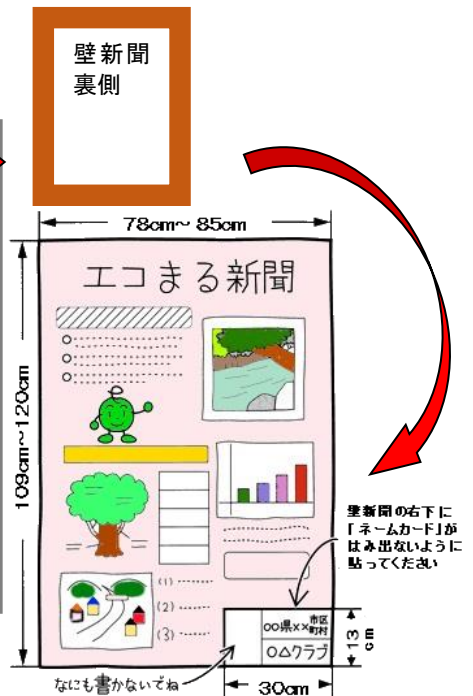 壁新聞
裏側
78cm~85cm
エコまる新聞
109cm~120cm
(1)
(2)
(3)
壁新聞の右下に
「ネームカード」が
はみ出ないように
貼ってください
○○県××市区町村
○△クラブ
13cm
なにも書かないでね
30cm